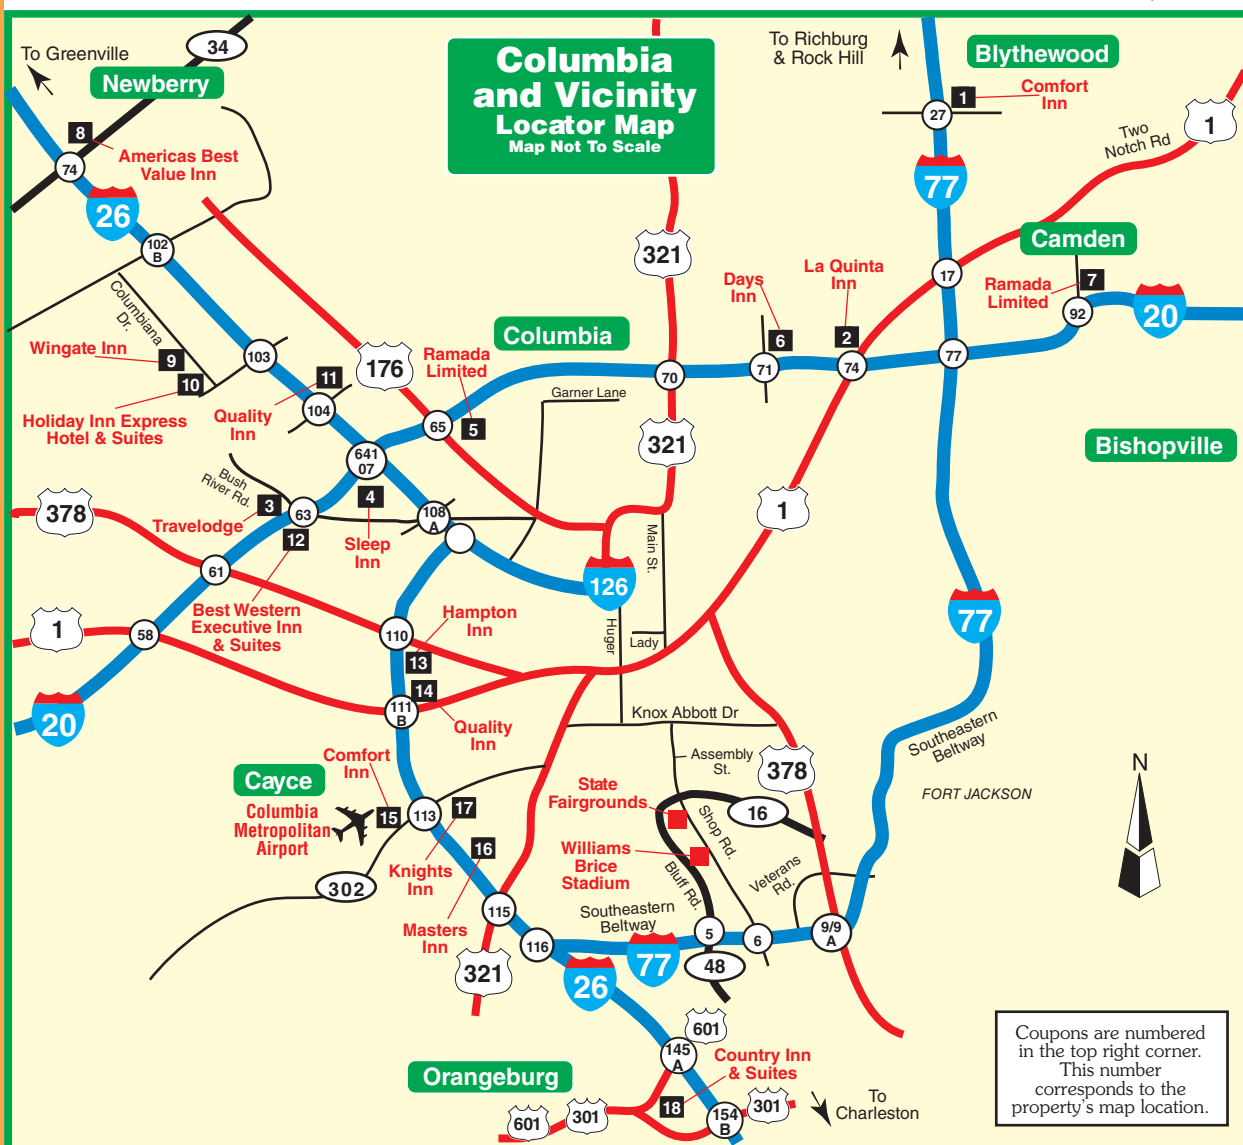 To Greenville
34
Newberry
Columbia
and Vicinity
Locator Map
Map Not To Scale
To Richburg
& Rock Hill
Blythewood
1
Comfort
Inn
27
Two
Notch Rd
1
8
Americas Best
Value Inn
74
26
77
102
B
321
Camden
Days
Inn
La Quinta
Inn
17
Ramada
Limited
7
92
20
Columbiana
Dr.
Wingate Inn
9
10
Holiday Inn Express
Hotel & Suites
103
11
Quality
Inn
104
176
Columbia
Ramada
Limited
5
65
6
2
70
71
74
77
Garner Lane
321
Bishopville
641
07
Bush
River Rd.
378
3
Travelodge
63
4
Sleep
Inn
108
A
12
1
Main St.
61
Best Western
Executive Inn
& Suites
126
77
1
58
Hampton
Inn
110
13
Huger
Lady
20
14
111
B
Quality
Inn
Knox Abbott Dr
Southeastern
Beltway
Comfort
Inn
Cayce
Columbia
Metropolitan
Airport
15
113
17
Assembly
St.
378
N
FORT JACKSON
State
Fairgrounds
16
Shop Rd.
16
Knights
Inn
Williams
Brice
Stadium
Bluff Rd.
Veterans
Rd.
302
Masters
Inn
115
Southeastern
Beltway
116
5
6
9/9
A
321
26
77
48
601
145
A
Country Inn
& Suites
Orangeburg
18
601
301
154
B
301
To
Charleston
Coupons are numbered
in the top right corner.
This number
corresponds to the
property's map location.